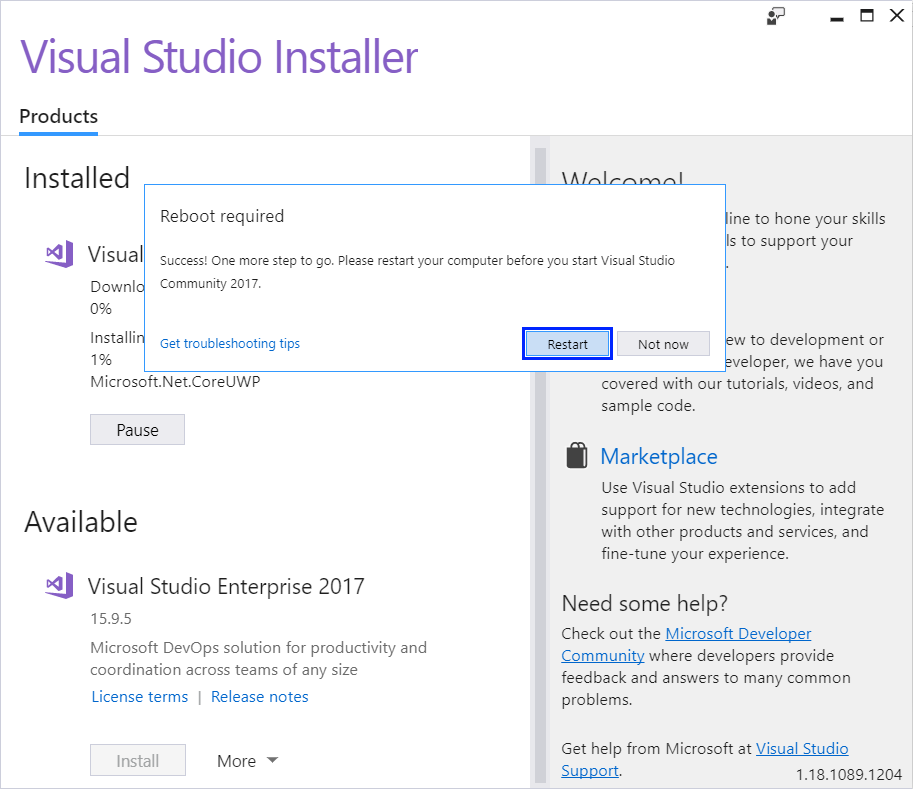 Visual Studio Installer
Products
Installed
Visual
Downlo
0%
Installin
1%
Microsoft.Net.CoreUWP
Pause
Reboot required
Success! One more step to go. Please restart your computer before you start Visual Studio
Community 2017.
Get troubleshooting tips
Restart
Not now
Available
Visual Studio Enterprise 2017
15.9.5
Microsoft DevOps solution for productivity and
coordination across teams of any size
License terms | Release notes
Install
More
Welcome!
line to hone your skills
ls to support your
.
ew to development or
eveloper, we have you
covered with our tutorials, videos, and
sample code.
Marketplace
Use Visual Studio extensions to add
support for new technologies, integrate
with other products and services, and
fine-tune your experience.
Need some help?
Check out the Microsoft Developer
Community where developers provide
feedback and answers to many common
problems.
Get help from Microsoft at Visual Studio
Support.
1.18.1089.1204